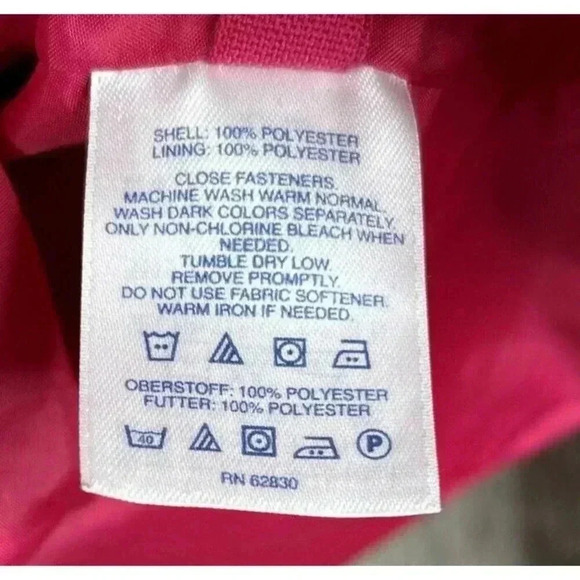 SHELL: 100% POLYESTER
LINING: 100% POLYESTER
CLOSE FASTENERS.
MACHINE WASH WARM NORMAL.
WASH DARK COLORS SEPARATELY.
ONLY NON-CHLORINE BLEACH WHEN
NEEDED.
TUMBLE DRY LOW.
REMOVE PROMPTLY.
DO NOT USE FABRIC SOFTENER.
WARM IRON IF NEEDED.
OBERSTOFF: 100% POLYESTER
FUTTER: 100% POLYESTER
40 P
RN 62830